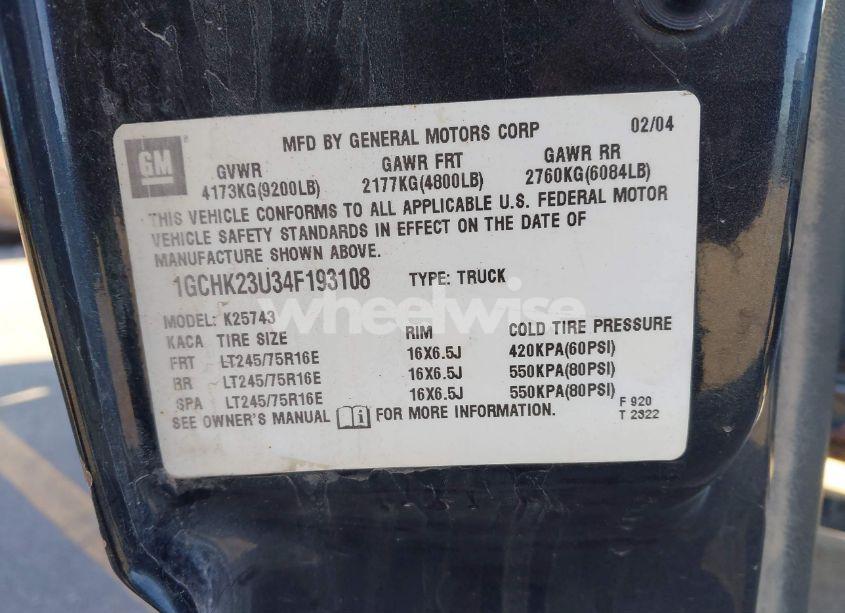 MFD BY GENERAL MOTORS CORP 02/04
GM
GVWR GAWR FRT GAWR RR
4173KG(9200LB) 2177KG(4800LB) 2760KG(6084LB)
THIS VEHICLE CONFORMS TO ALL APPLICABLE U.S. FEDERAL MOTOR
VEHICLE SAFETY STANDARDS IN EFFECT ON THE DATE OF
MANUFACTURE SHOWN ABOVE.
1GCHK23U34F193108 TYPE: TRUCK
wheelwise
MODEL: K25743
KACA TIRE SIZE RIM COLD TIRE PRESSURE
FRT LT245/75R16E 16X6.5J 420KPA(60PSI)
RR LT245/75R16E 16X6.5J 550KPA(80PSI)
SPA LT245/75R16E 16X6.5J 550KPA(80PSI)
SEE OWNER'S MANUAL FOR MORE INFORMATION.
F 920
T 2322